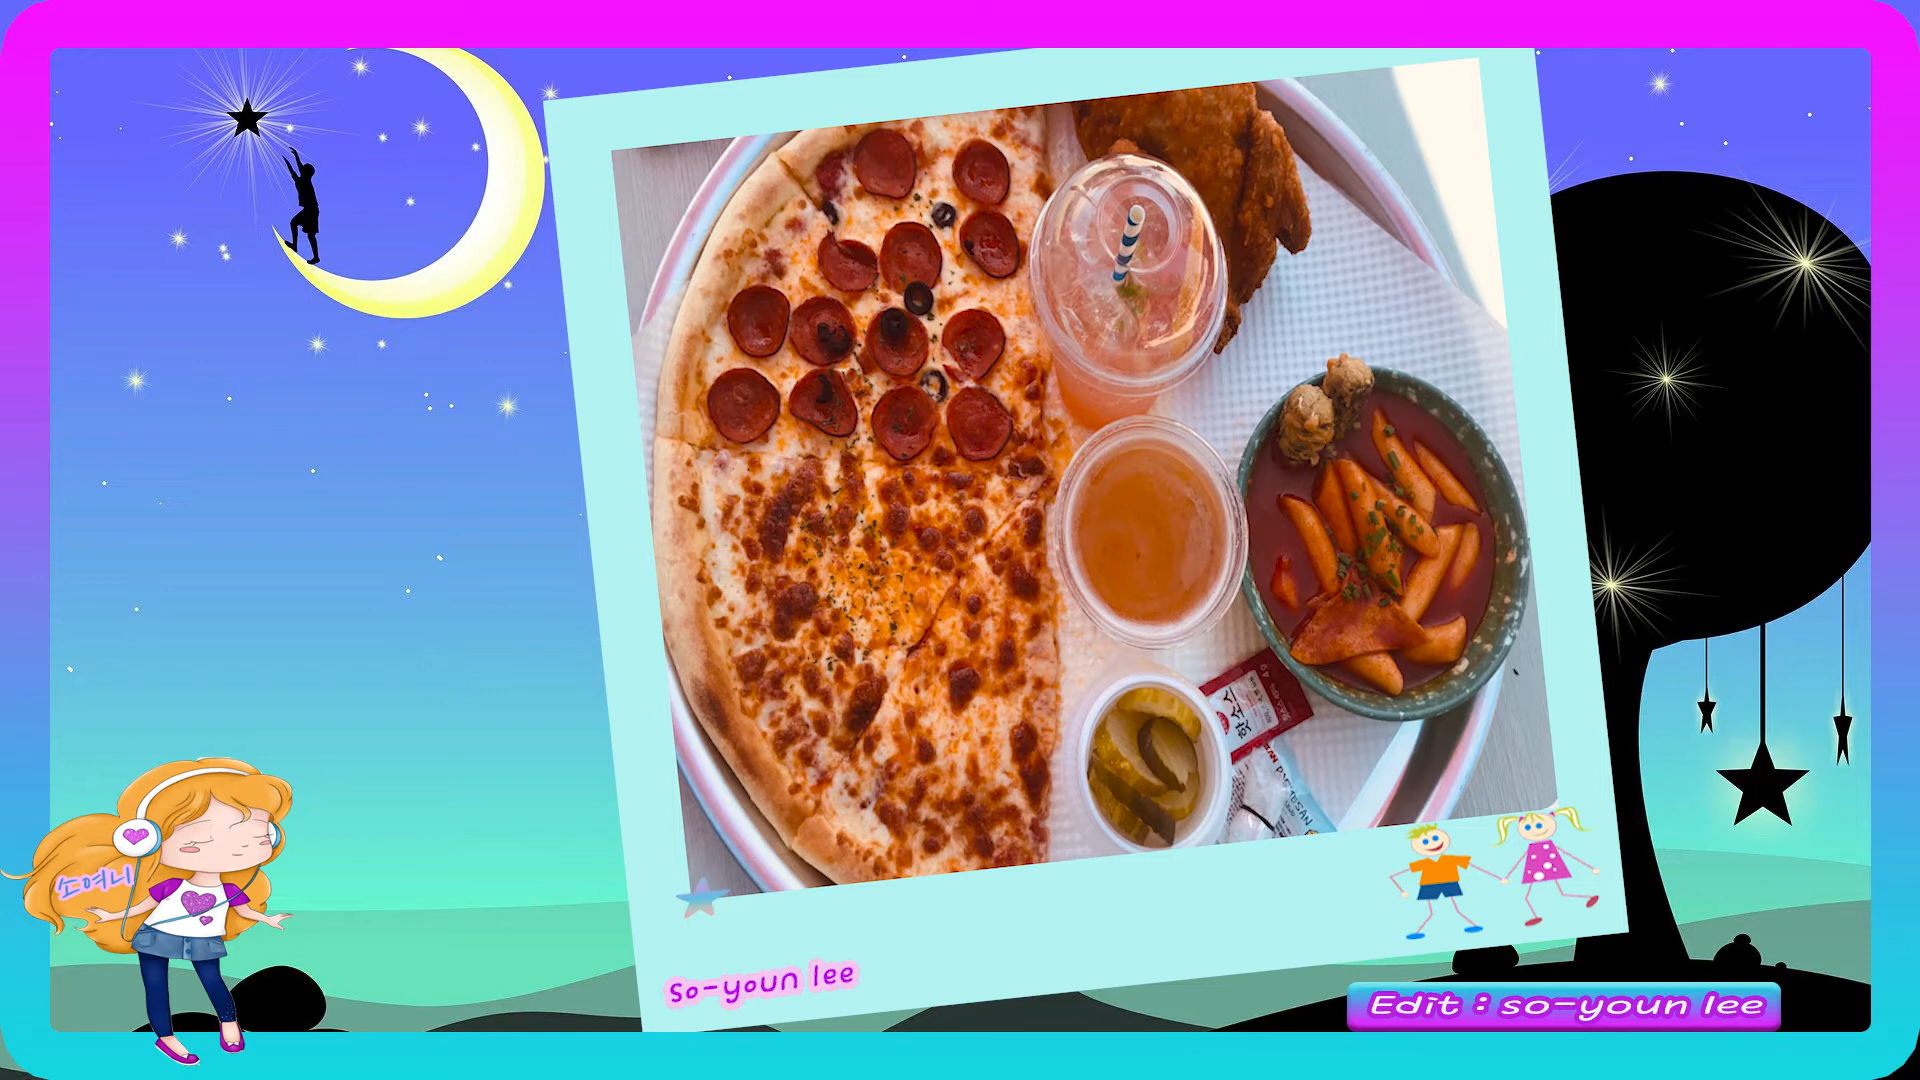 소여니
핫소스
PARMESAN
So-youn lee
Edit : so-youn lee